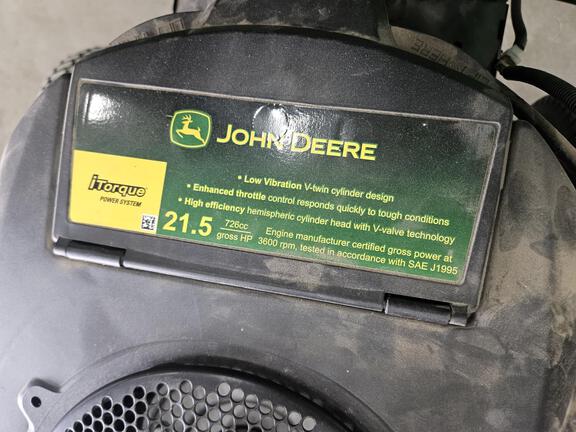 JOHN DEERE
• Low Vibration V-twin cylinder design
• Enhanced throttle control responds quickly to tough conditions
• High efficiency hemispheric cylinder head with V-valve technology
iTorque
POWER SYSTEM
21.5 726cc
gross HP
Engine manufacturer certified gross power at
3600 rpm, tested in accordance with SAE J1995